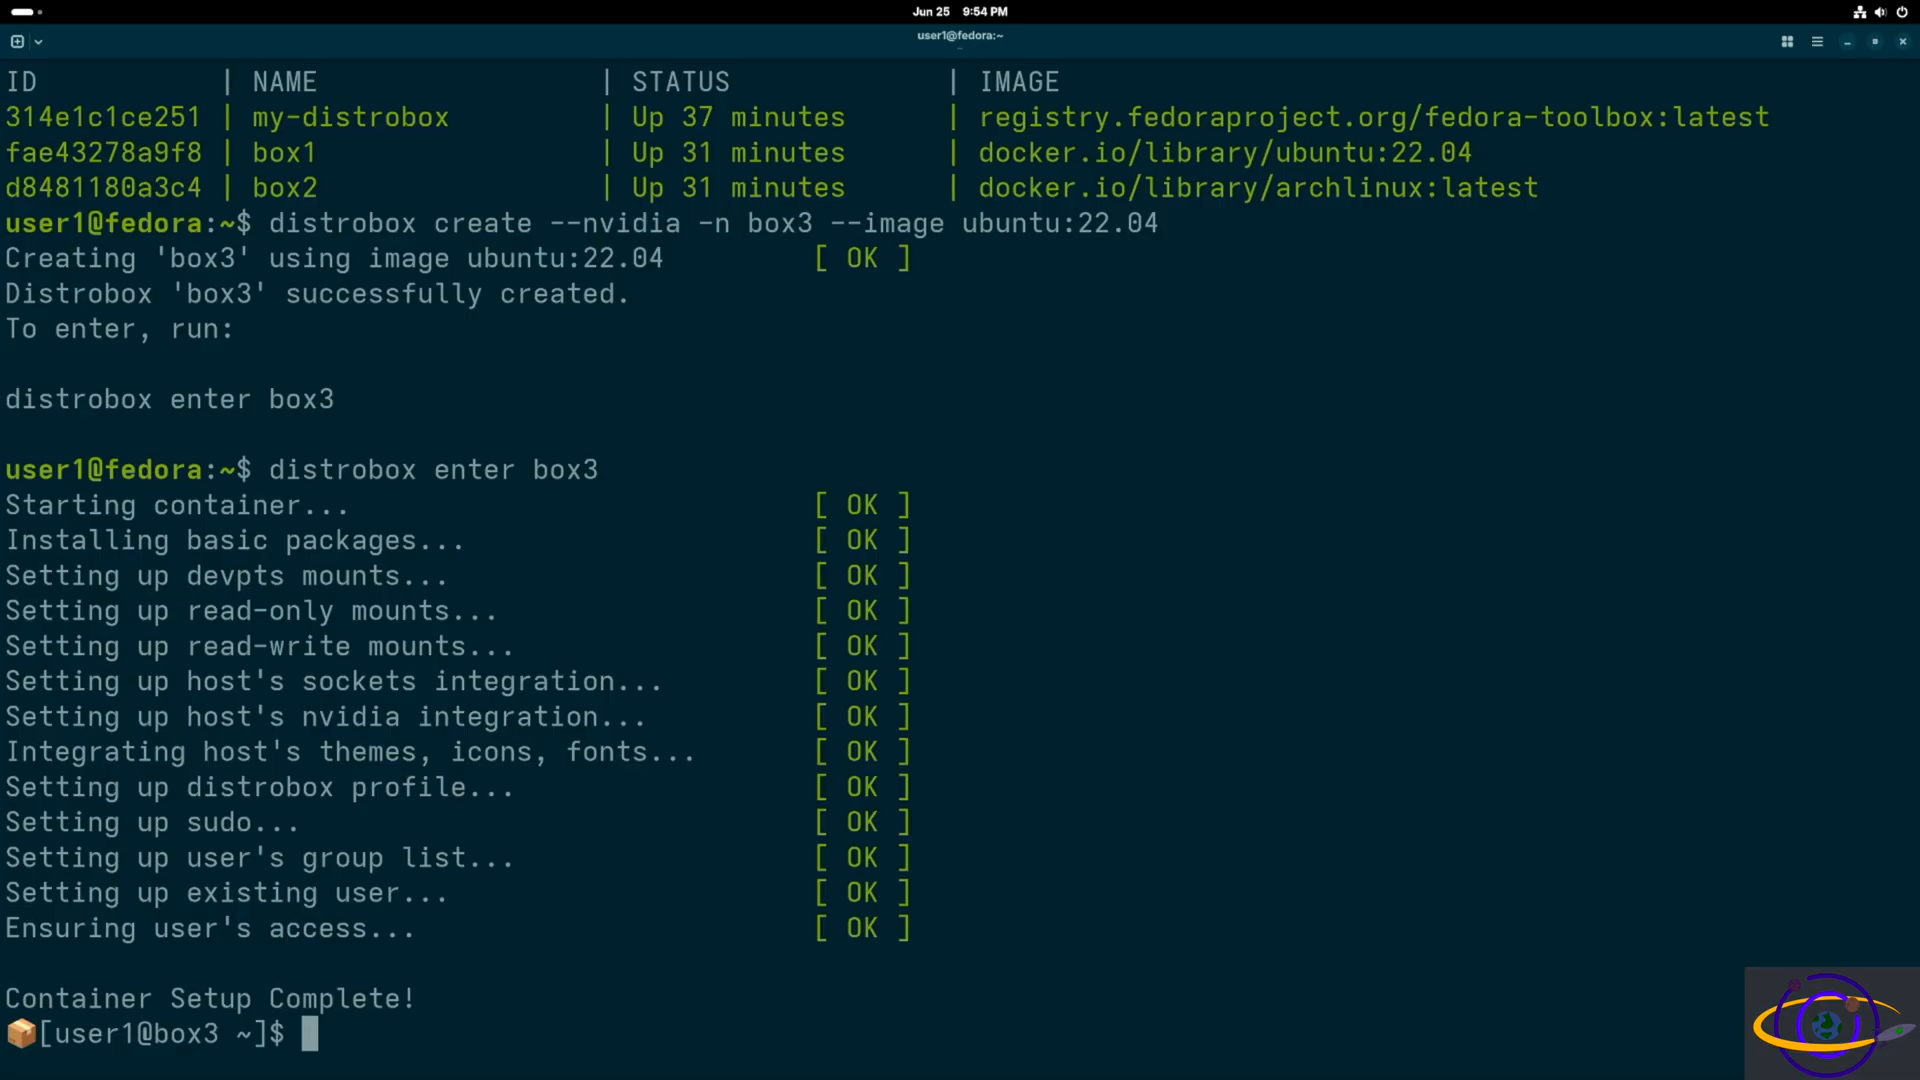 Jun 25 9:54 PM
user1@fedora:~
ID | NAME | STATUS | IMAGE
314e1c1ce251 | my-distrobox | Up 37 minutes | registry.fedoraproject.org/fedora-toolbox:latest
fae43278a9f8 | box1 | Up 31 minutes | docker.io/library/ubuntu:22.04
d8481180a3c4 | box2 | Up 31 minutes | docker.io/library/archlinux:latest
user1@fedora:~$ distrobox create --nvidia -n box3 --image ubuntu:22.04
Creating 'box3' using image ubuntu:22.04 [ OK ]
Distrobox 'box3' successfully created.
To enter, run:
distrobox enter box3
user1@fedora:~$ distrobox enter box3
Starting container... [ OK ]
Installing basic packages... [ OK ]
Setting up devpts mounts... [ OK ]
Setting up read-only mounts... [ OK ]
Setting up read-write mounts... [ OK ]
Setting up host's sockets integration... [ OK ]
Setting up host's nvidia integration... [ OK ]
Integrating host's themes, icons, fonts... [ OK ]
Setting up distrobox profile... [ OK ]
Setting up sudo... [ OK ]
Setting up user's group list... [ OK ]
Setting up existing user... [ OK ]
Ensuring user's access... [ OK ]
Container Setup Complete!
📦[user1@box3 ~]$